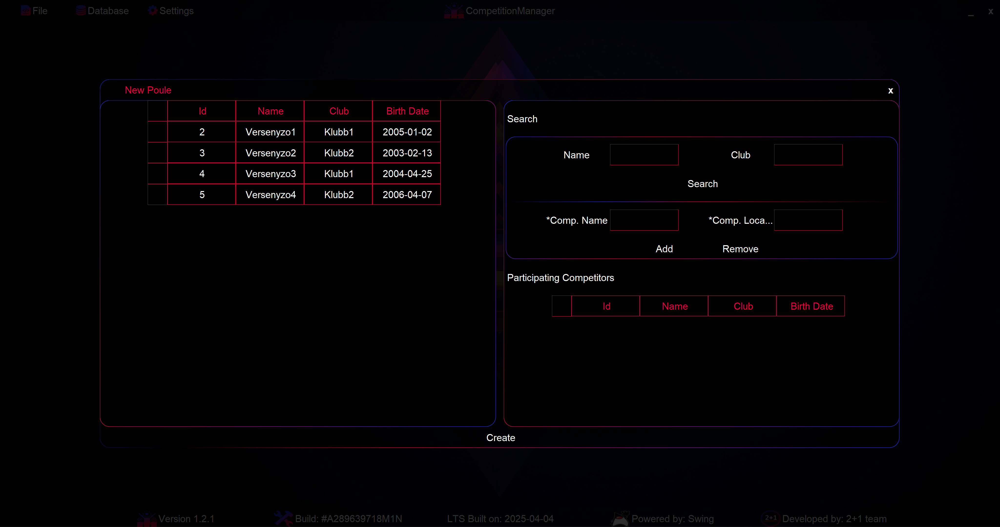 File Database Settings CompetitionManager _ x
New Poule x
Id Name Club Birth Date
2 Versenyzo1 Klubb1 2005-01-02
3 Versenyzo2 Klubb2 2003-02-13
4 Versenyzo3 Klubb1 2004-04-25
5 Versenyzo4 Klubb2 2006-04-07
Search
Name Club
Search
*Comp. Name *Comp. Loca...
Add Remove
Participating Competitors
Id Name Club Birth Date
Create
Version 1.2.1 Build: #A289639718M1N LTS Built on: 2025-04-04 Powered by: Swing 2+1 Developed by: 2+1 team